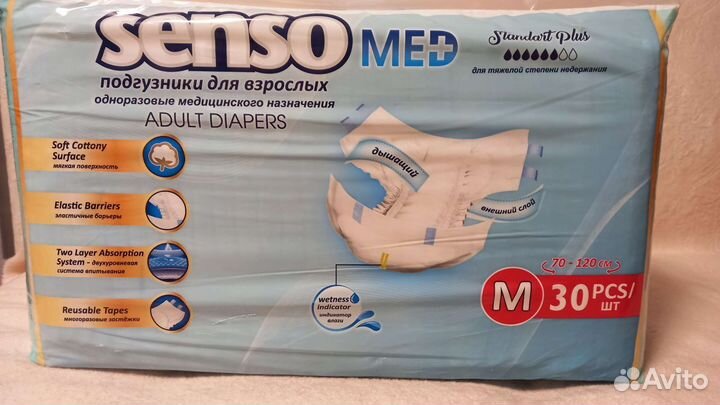 senso MED
Standart Plus
для тяжелой степени недержания
подгузники для взрослых
одноразовые медицинского назначения
ADULT DIAPERS
Soft Cottony
Surface
мягкая поверхность
Elastic Barriers
эластичные барьеры
Two Layer Absorption
System - двухуровневая
система впитывания
Reusable Tapes
многоразовые застёжки
дышащий
внешний слой
wetness
indicator
индикатор
влаги
70 - 120 см
M 30 PCS/
ШТ
Avito